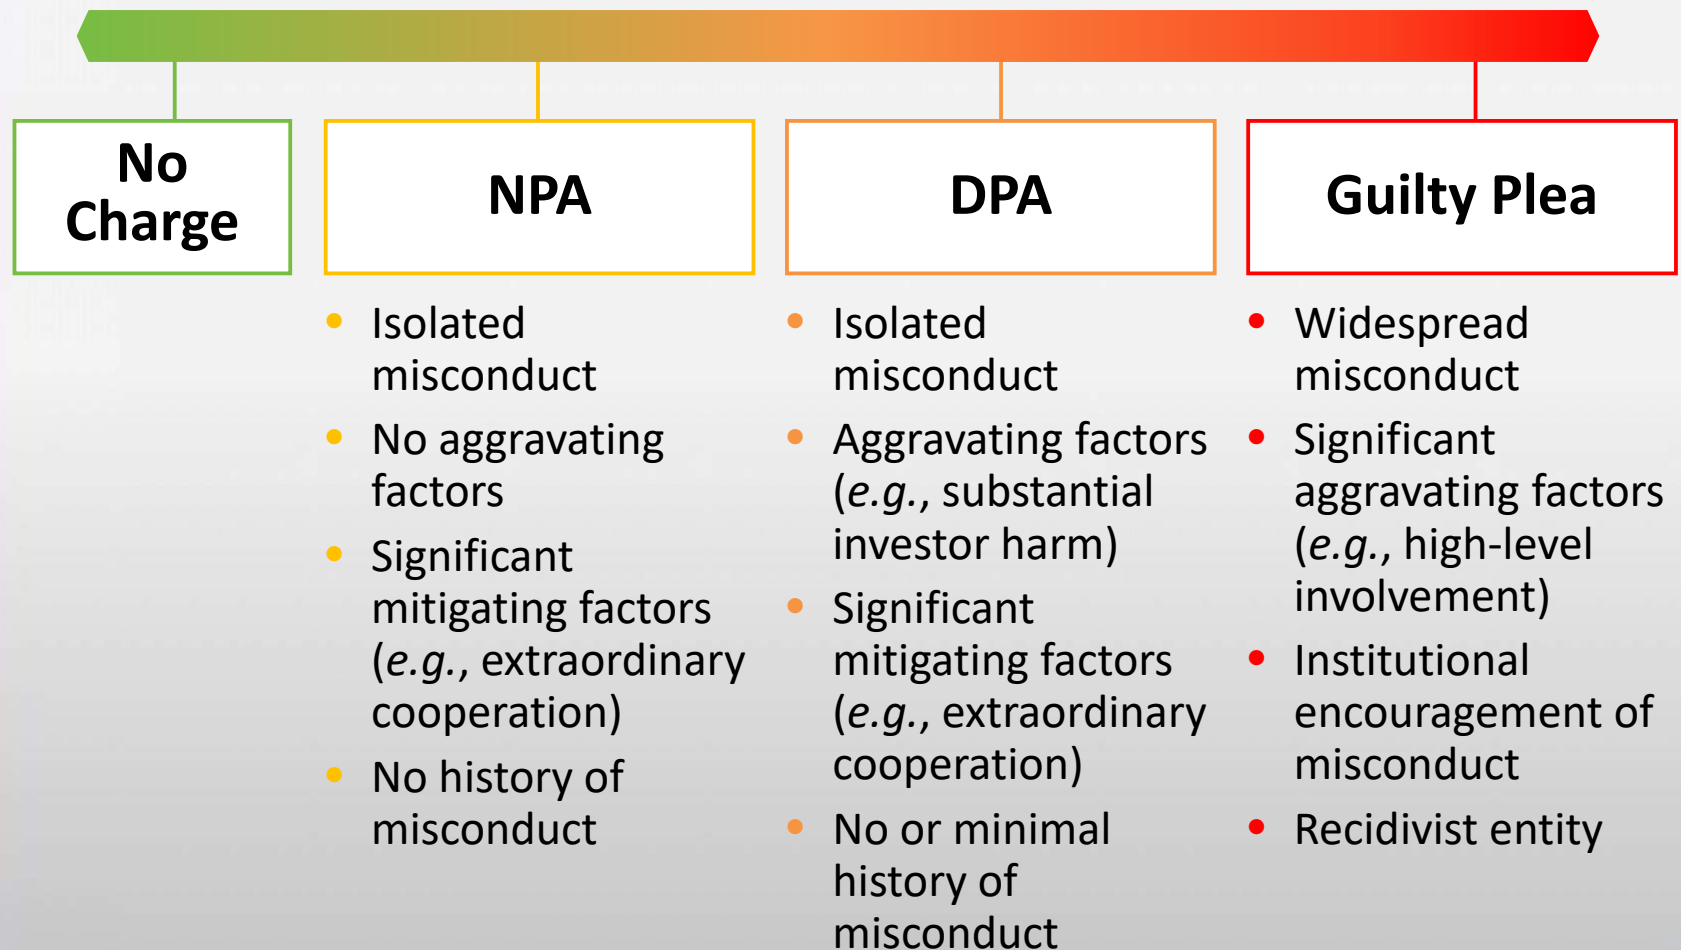 No
Charge
NPA
Isolated
misconduct
No aggravating
factors
Significant
mitigating factors
(e.g., extraordinary
cooperation)
No history of
misconduct
DPA
Isolated
misconduct
Aggravating factors
(e.g., substantial
investor harm)
Significant
mitigating factors
(e.g., extraordinary
cooperation)
No or minimal
history of
misconduct
Guilty Plea
Widespread
misconduct
Significant
aggravating factors
(e.g., high-level
involvement)
Institutional
encouragement of
misconduct
Recidivist entity